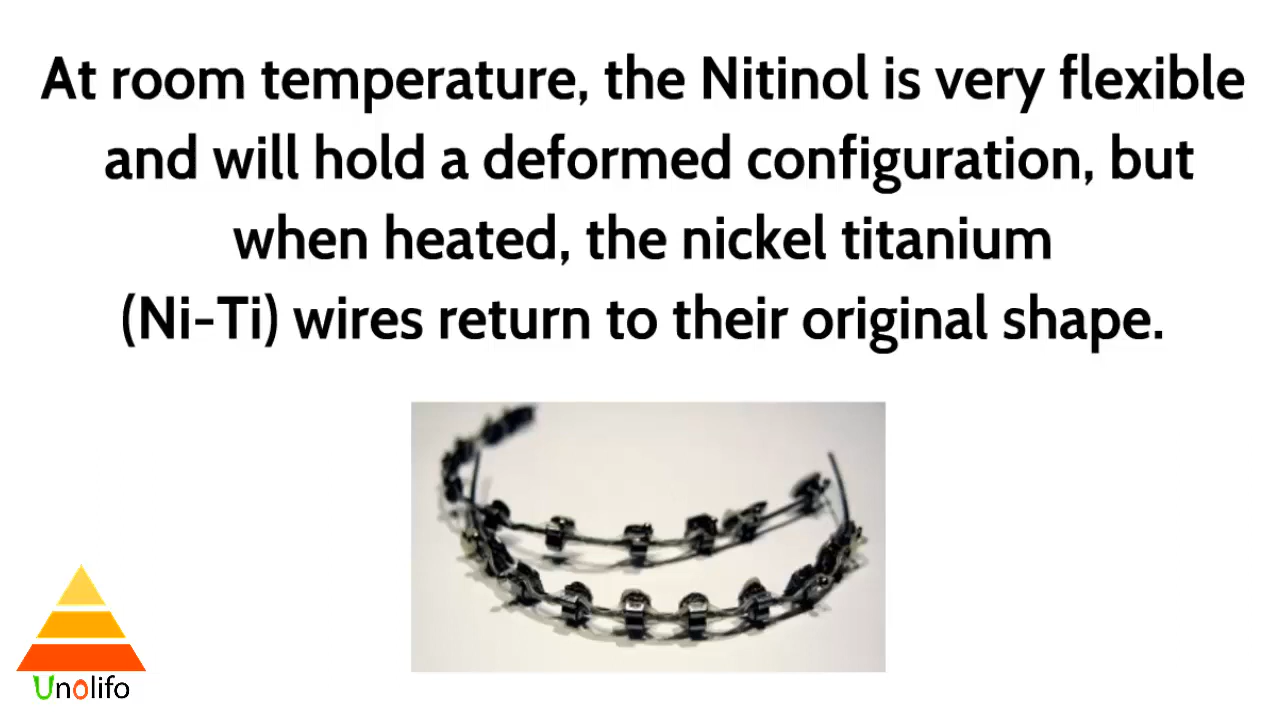 At room temperature, the Nitinol is very flexible
and will hold a deformed configuration, but
when heated, the nickel titanium
(Ni-Ti) wires return to their original shape.
Unolifo